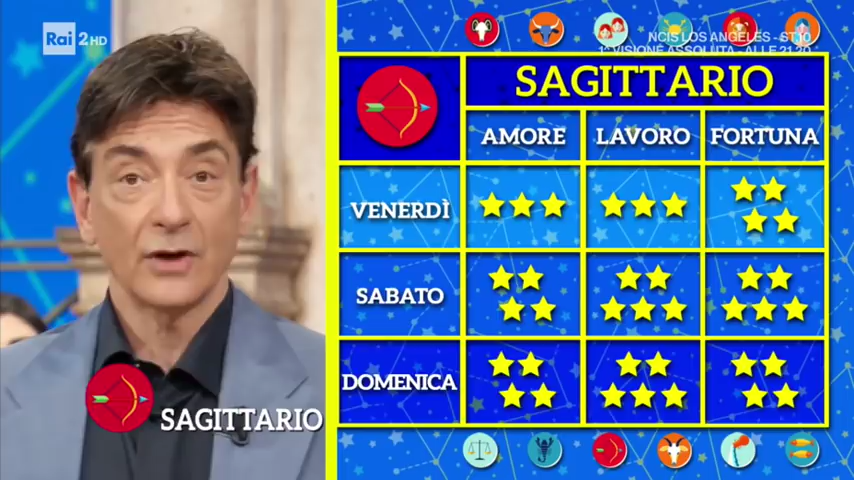 Rai 2HD
NCIS LOS ANGELES - ST.10
1ª VISIONE ASSOLUTA - ALLE 21.20
SAGITTARIO
AMORE LAVORO FORTUNA
VENERDÌ
SABATO
DOMENICA
SAGITTARIO